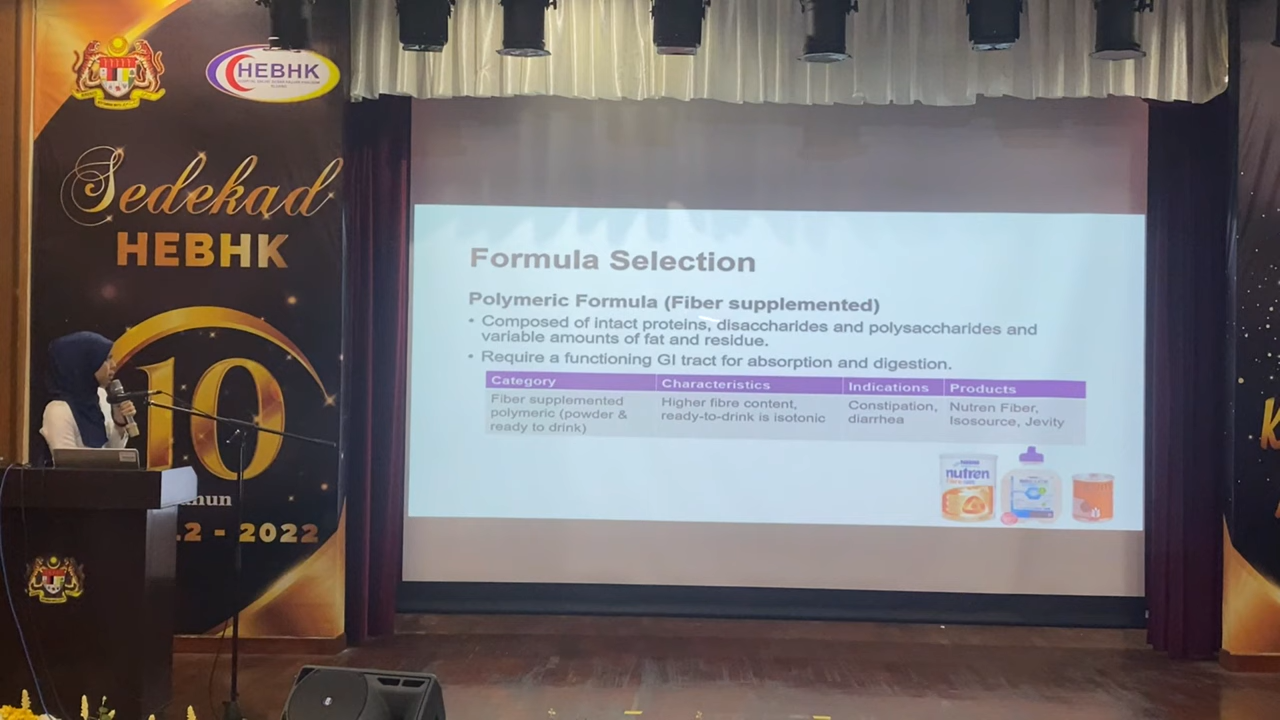 HEBHK
Sedekad
HEBHK
10
2 - 2022
Formula Selection
Polymeric Formula (Fiber supplemented)
• Composed of intact proteins, disaccharides and polysaccharides and
variable amounts of fat and residue.
• Require a functioning GI tract for absorption and digestion.
Category Characteristics Indications Products
Fiber supplemented Higher fibre content, Constipation, Nutren Fiber,
polymeric (powder & ready-to-drink is isotonic diarrhea Isosource, Jevity
ready to drink)
nutren